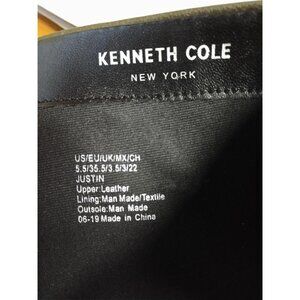 KENNETH COLE
NEW YORK
US/EU/UK/MX/CH
5.5/35.5/3.5/3/22
JUSTIN
Upper:Leather
Lining:Man Made/Textile
Outsole:Man Made
06-19 Made in China